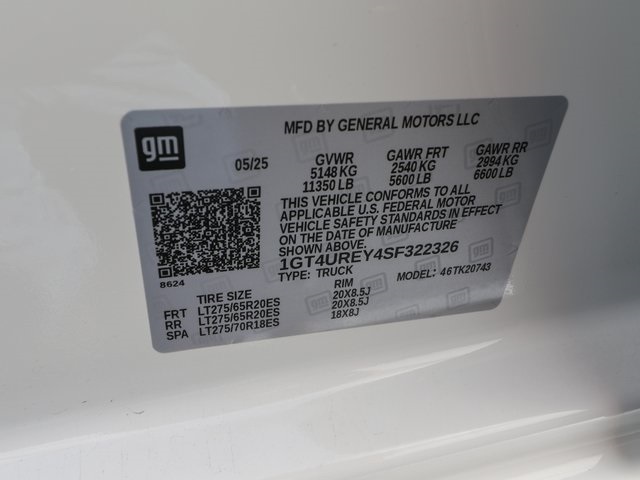 MFD BY GENERAL MOTORS LLC
gm
05/25 GVWR GAWR FRT GAWR RR
5148 KG 2540 KG 2994 KG
11350 LB 5600 LB 6600 LB
THIS VEHICLE CONFORMS TO ALL
APPLICABLE U.S. FEDERAL MOTOR
VEHICLE SAFETY STANDARDS IN EFFECT
ON THE DATE OF MANUFACTURE
SHOWN ABOVE.
8624
1GT4UREY4SF322326
TYPE: TRUCK MODEL: 46TK20743
TIRE SIZE RIM
FRT LT275/65R20ES 20X8.5J
RR LT275/65R20ES 20X8.5J
SPA LT275/70R18ES 18X8J